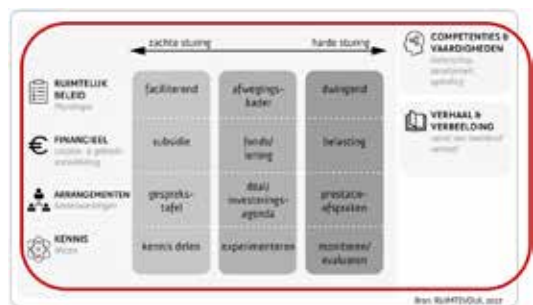 zachte sturing
harde sturing
COMPETENTIES &
VAARDIGHEDEN
RUIMTELIJK
BELEID
faciliterend
afwegings-
kader
dwingend
VERHAAL &
VERBEELDING
FINANCIEEL
subsidie
fonds/
lening
belasting
ARRANGEMENTEN
gespreks-
tafel
deal/
investerings-
agenda
prestatie-
afspraken
KENNIS
kennis delen
experimenteren
monitoren/
evalueren
Bron: RUIMTEVOLK, 2017